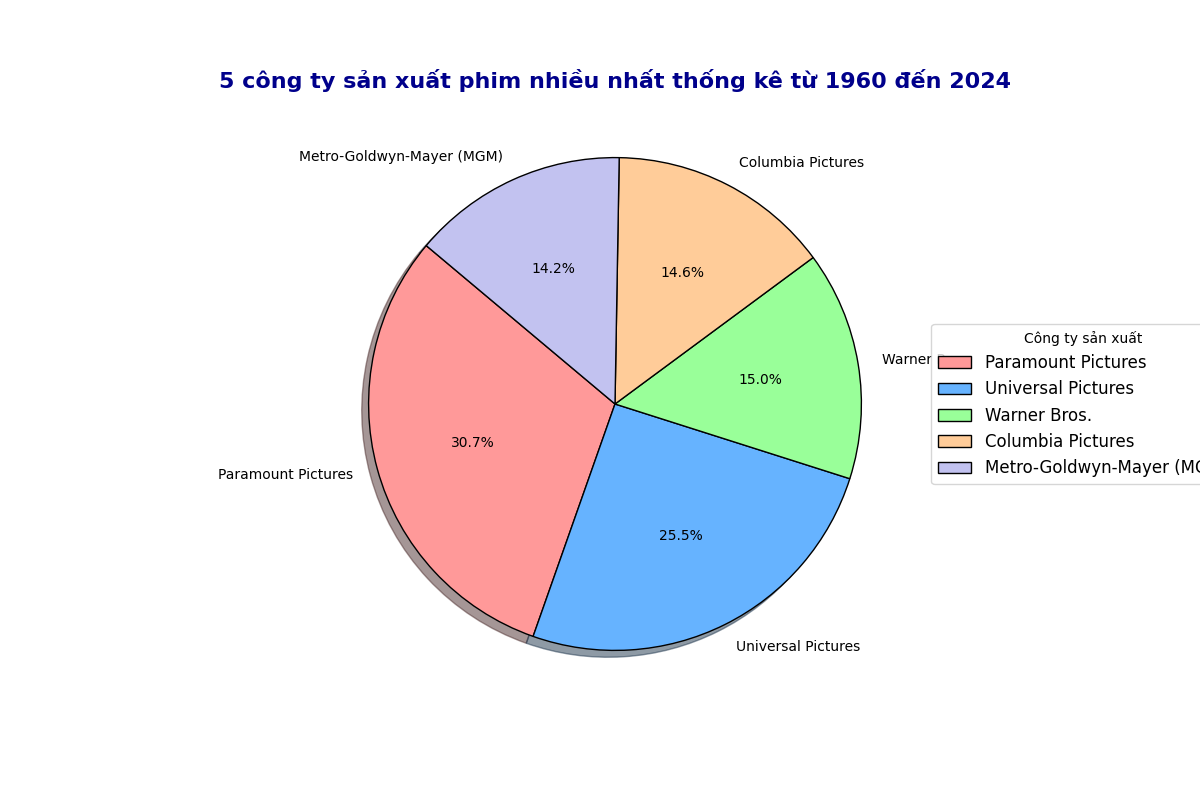 5 công ty sản xuất phim nhiều nhất thống kê từ 1960 đến 2024
Metro-Goldwyn-Mayer (MGM)
Columbia Pictures
14.2%
14.6%
Warner
15.0%
30.7%
Paramount Pictures
25.5%
Universal Pictures
Công ty sản xuất
Paramount Pictures
Universal Pictures
Warner Bros.
Columbia Pictures
Metro-Goldwyn-Mayer (MG